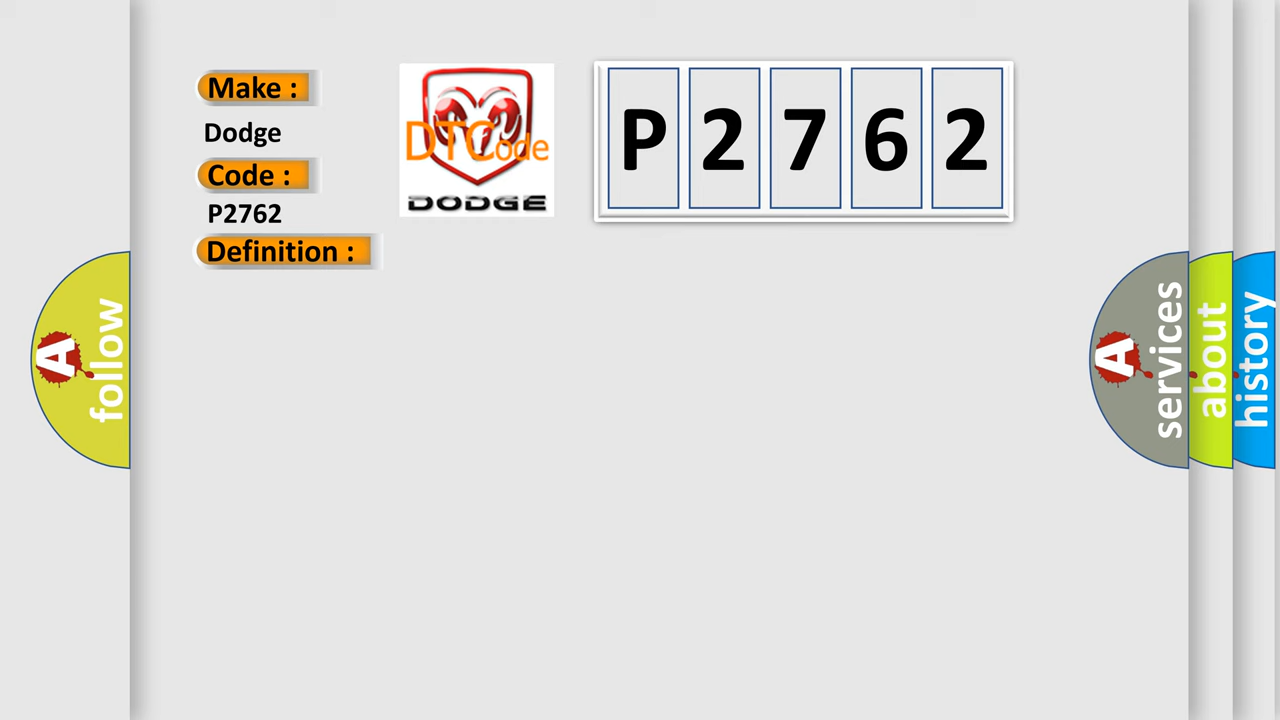 Make :
Dodge
Code :
P2762
Definition :
DTCode
DODGE
P 2 7 6 2
A
follow
A
services
about
history